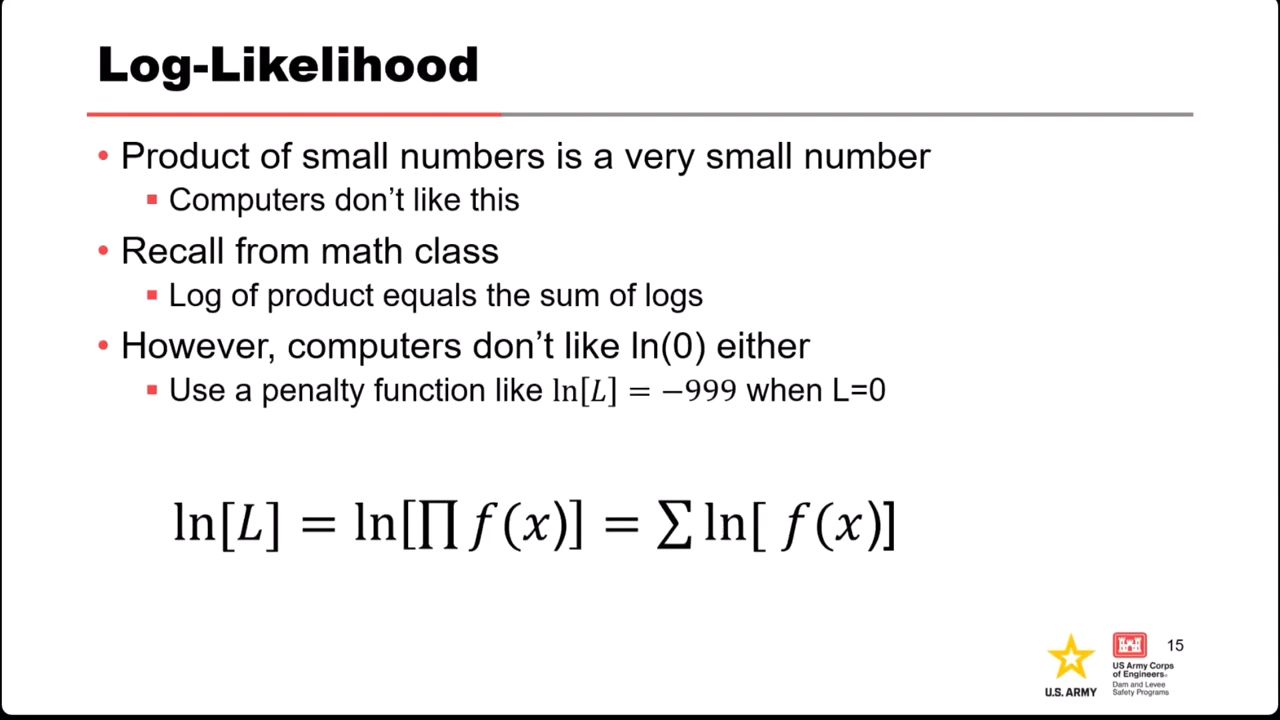 Log-Likelihood
• Product of small numbers is a very small number
▪ Computers don’t like this
• Recall from math class
▪ Log of product equals the sum of logs
• However, computers don’t like ln(0) either
▪ Use a penalty function like ln[L] = −999 when L=0
ln[L] = ln[∏ f(x)] = ∑ ln[ f(x)]
15
U.S. ARMY
US Army Corps
of Engineers®
Dam and Levee
Safety Programs